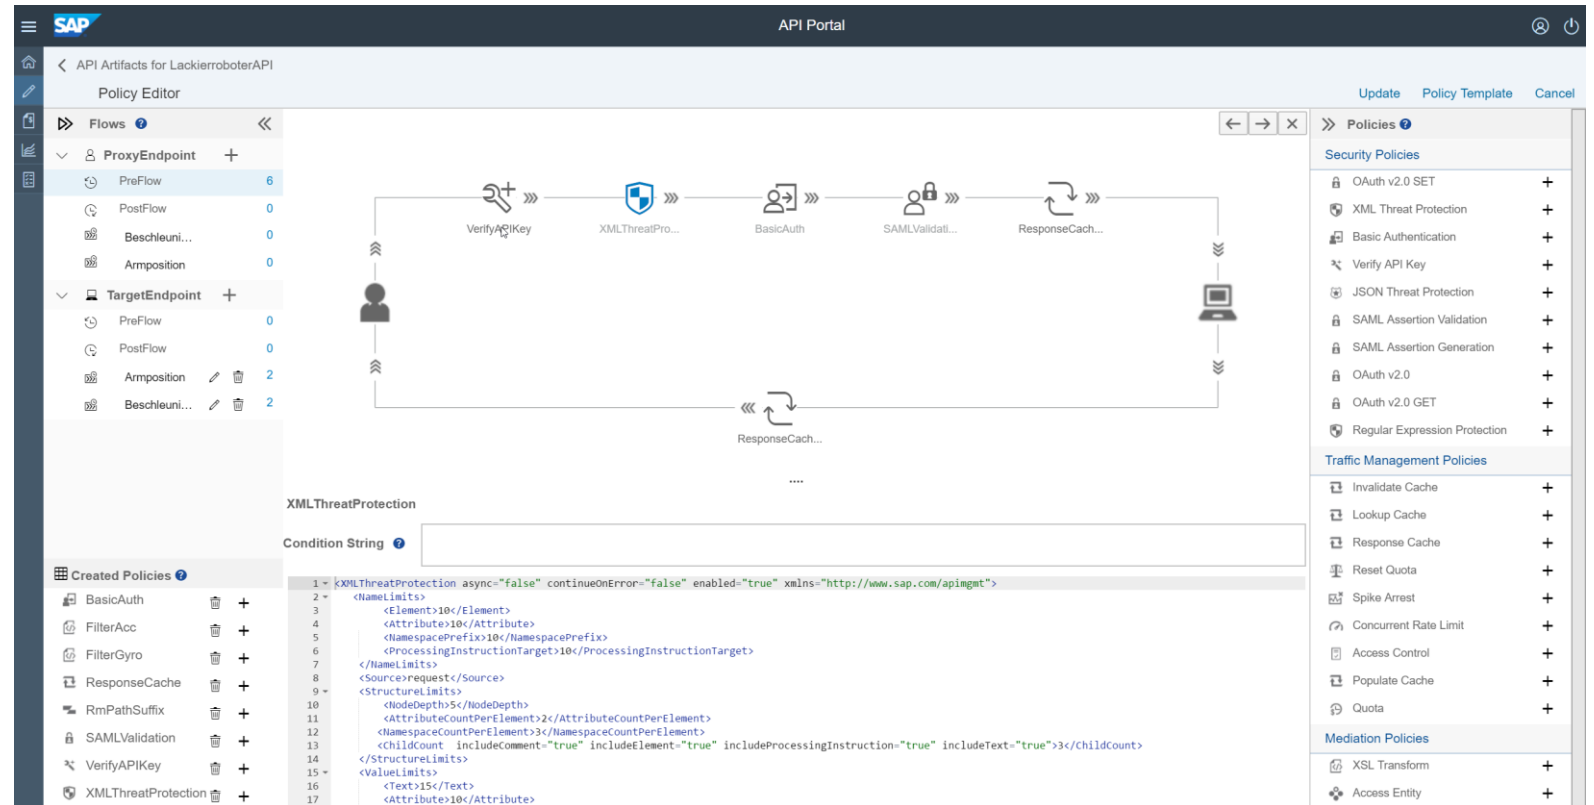 SAP
API Portal
API Artifacts for LackierroboterAPI
Policy Editor
Update
Policy Template
Cancel
Flows
ProxyEndpoint
PreFlow 6
PostFlow 0
Beschleuni... 0
Armposition 0
TargetEndpoint
PreFlow 0
PostFlow 0
Armposition 2
Beschleuni... 2
Created Policies
BasicAuth
FilterAcc
FilterGyro
ResponseCache
RmPathSuffix
SAMLValidation
VerifyAPIKey
XMLThreatProtection
VerifyAPIKey
XMLThreatPro...
BasicAuth
SAMLValidati...
ResponseCach...
ResponseCach...
XMLThreatProtection
Condition String
1 <XMLThreatProtection async="false" continueOnError="false" enabled="true" xmlns="http://www.sap.com/apimgmt">
2 <NameLimits>
3 <Element>10</Element>
4 <Attribute>10</Attribute>
5 <NamespacePrefix>10</NamespacePrefix>
6 <ProcessingInstructionTarget>10</ProcessingInstructionTarget>
7 </NameLimits>
8 <Source>request</Source>
9 <StructureLimits>
10 <NodeDepth>5</NodeDepth>
11 <AttributeCountPerElement>2</AttributeCountPerElement>
12 <NamespaceCountPerElement>3</NamespaceCountPerElement>
13 <ChildCount includeComment="true" includeElement="true" includeProcessingInstruction="true" includeText="true">3</ChildCount>
14 </StructureLimits>
15 <ValueLimits>
16 <Text>15</Text>
17 <Attribute>10</Attribute>
Policies
Security Policies
OAuth v2.0 SET
XML Threat Protection
Basic Authentication
Verify API Key
JSON Threat Protection
SAML Assertion Validation
SAML Assertion Generation
OAuth v2.0
OAuth v2.0 GET
Regular Expression Protection
Traffic Management Policies
Invalidate Cache
Lookup Cache
Response Cache
Reset Quota
Spike Arrest
Concurrent Rate Limit
Access Control
Populate Cache
Quota
Mediation Policies
XSL Transform
Access Entity